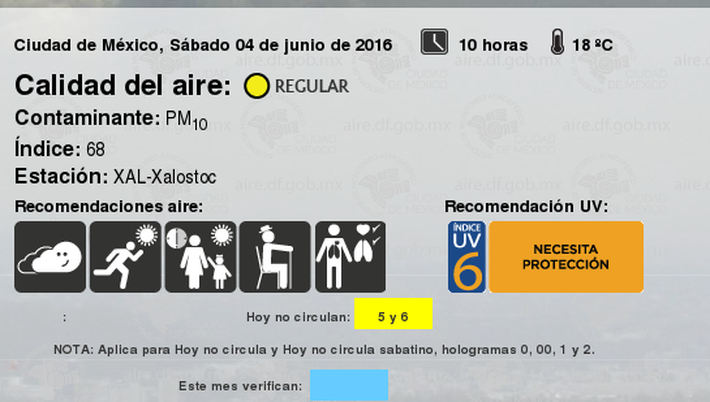 Ciudad de México, Sábado 04 de junio de 2016 10 horas 18 ºC
Calidad del aire: REGULAR
Contaminante: PM10
Índice: 68
Estación: XAL-Xalostoc
Recomendaciones aire: Recomendación UV:
ÍNDICE UV 6
NECESITA PROTECCIÓN
: Hoy no circulan: 5 y 6
NOTA: Aplica para Hoy no circula y Hoy no circula sabatino, hologramas 0, 00, 1 y 2.
Este mes verifican:
aire.df.gob.mx
CIUDAD DE MÉXICO